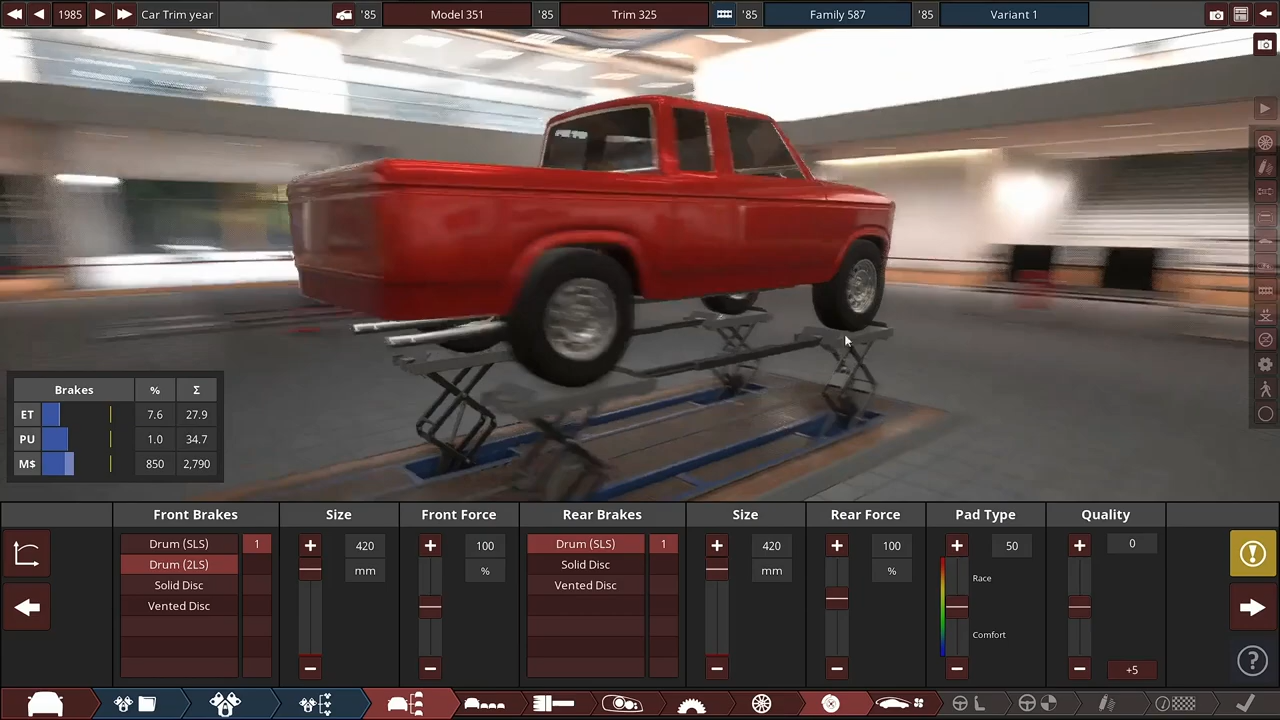 1985 Car Trim year '85 Model 351 '85 Trim 325 '85 Family 587 '85 Variant 1
Brakes % Σ
ET 7.6 27.9
PU 1.0 34.7
M$ 850 2,790
Front Brakes
Drum (SLS) 1
Drum (2LS)
Solid Disc
Vented Disc
Size
420
mm
Front Force
100
%
Rear Brakes
Drum (SLS) 1
Solid Disc
Vented Disc
Size
420
mm
Rear Force
100
%
Pad Type
50
Race
Comfort
Quality
0
+5